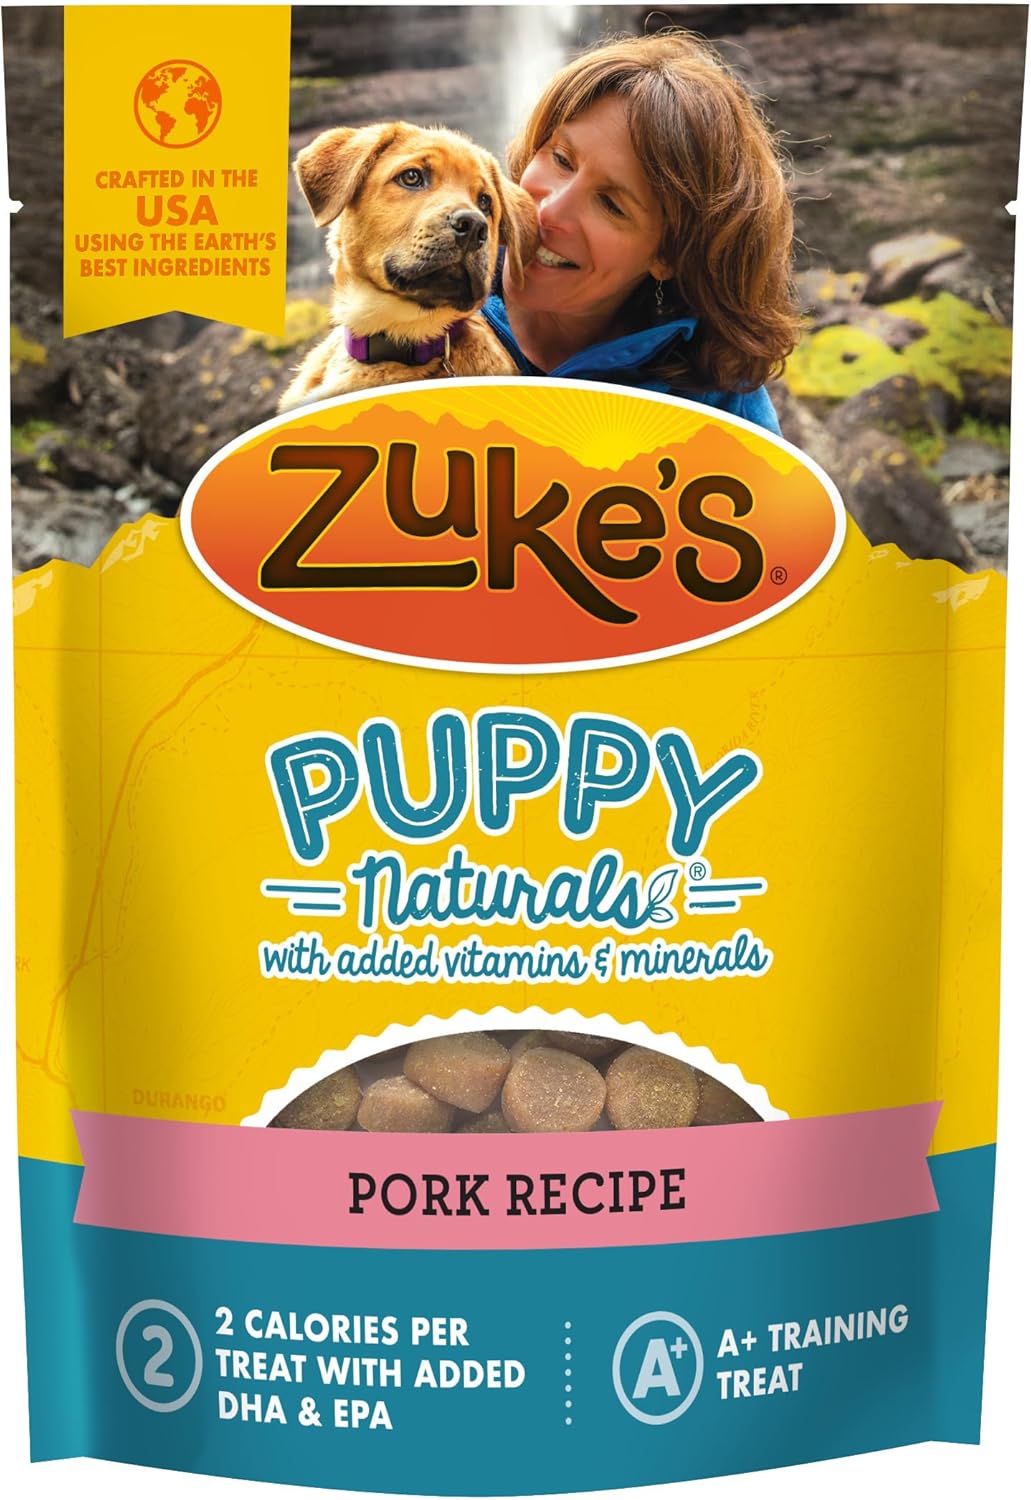 CRAFTED IN THE
USA
USING THE EARTH'S
BEST INGREDIENTS
Zuke's®
PUPPY
Naturals®
with added vitamins & minerals
DURANGO
PORK RECIPE
2
2 CALORIES PER
TREAT WITH ADDED
DHA & EPA
A+
A+ TRAINING
TREAT